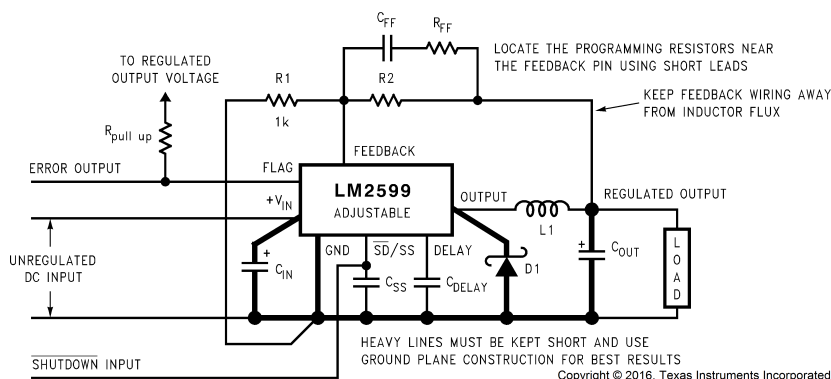 C_FF
R_FF
LOCATE THE PROGRAMMING RESISTORS NEAR
THE FEEDBACK PIN USING SHORT LEADS
TO REGULATED
OUTPUT VOLTAGE
R1
R2
KEEP FEEDBACK WIRING AWAY
FROM INDUCTOR FLUX
1k
R_pull up
FEEDBACK
ERROR OUTPUT
FLAG
LM2599
ADJUSTABLE
+V_IN
OUTPUT
REGULATED OUTPUT
L1
UNREGULATED
DC INPUT
GND
S̅D̅/SS
DELAY
+
C_IN
C_SS
C_DELAY
D1
+
C_OUT
LOAD
HEAVY LINES MUST BE KEPT SHORT AND USE
GROUND PLANE CONSTRUCTION FOR BEST RESULTS
S̅H̅U̅T̅D̅O̅W̅N̅ INPUT
Copyright © 2016, Texas Instruments Incorporated